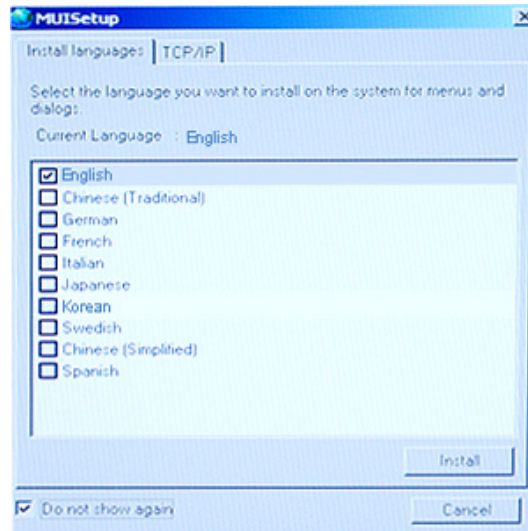 MUISetup
Install languages
TCP/IP
Select the language you want to install on the system for menus and
dialogs.
Current Language : English
English
Chinese (Traditional)
German
French
Italian
Japanese
Korean
Swedish
Chinese (Simplified)
Spanish
Install
Do not show again
Cancel